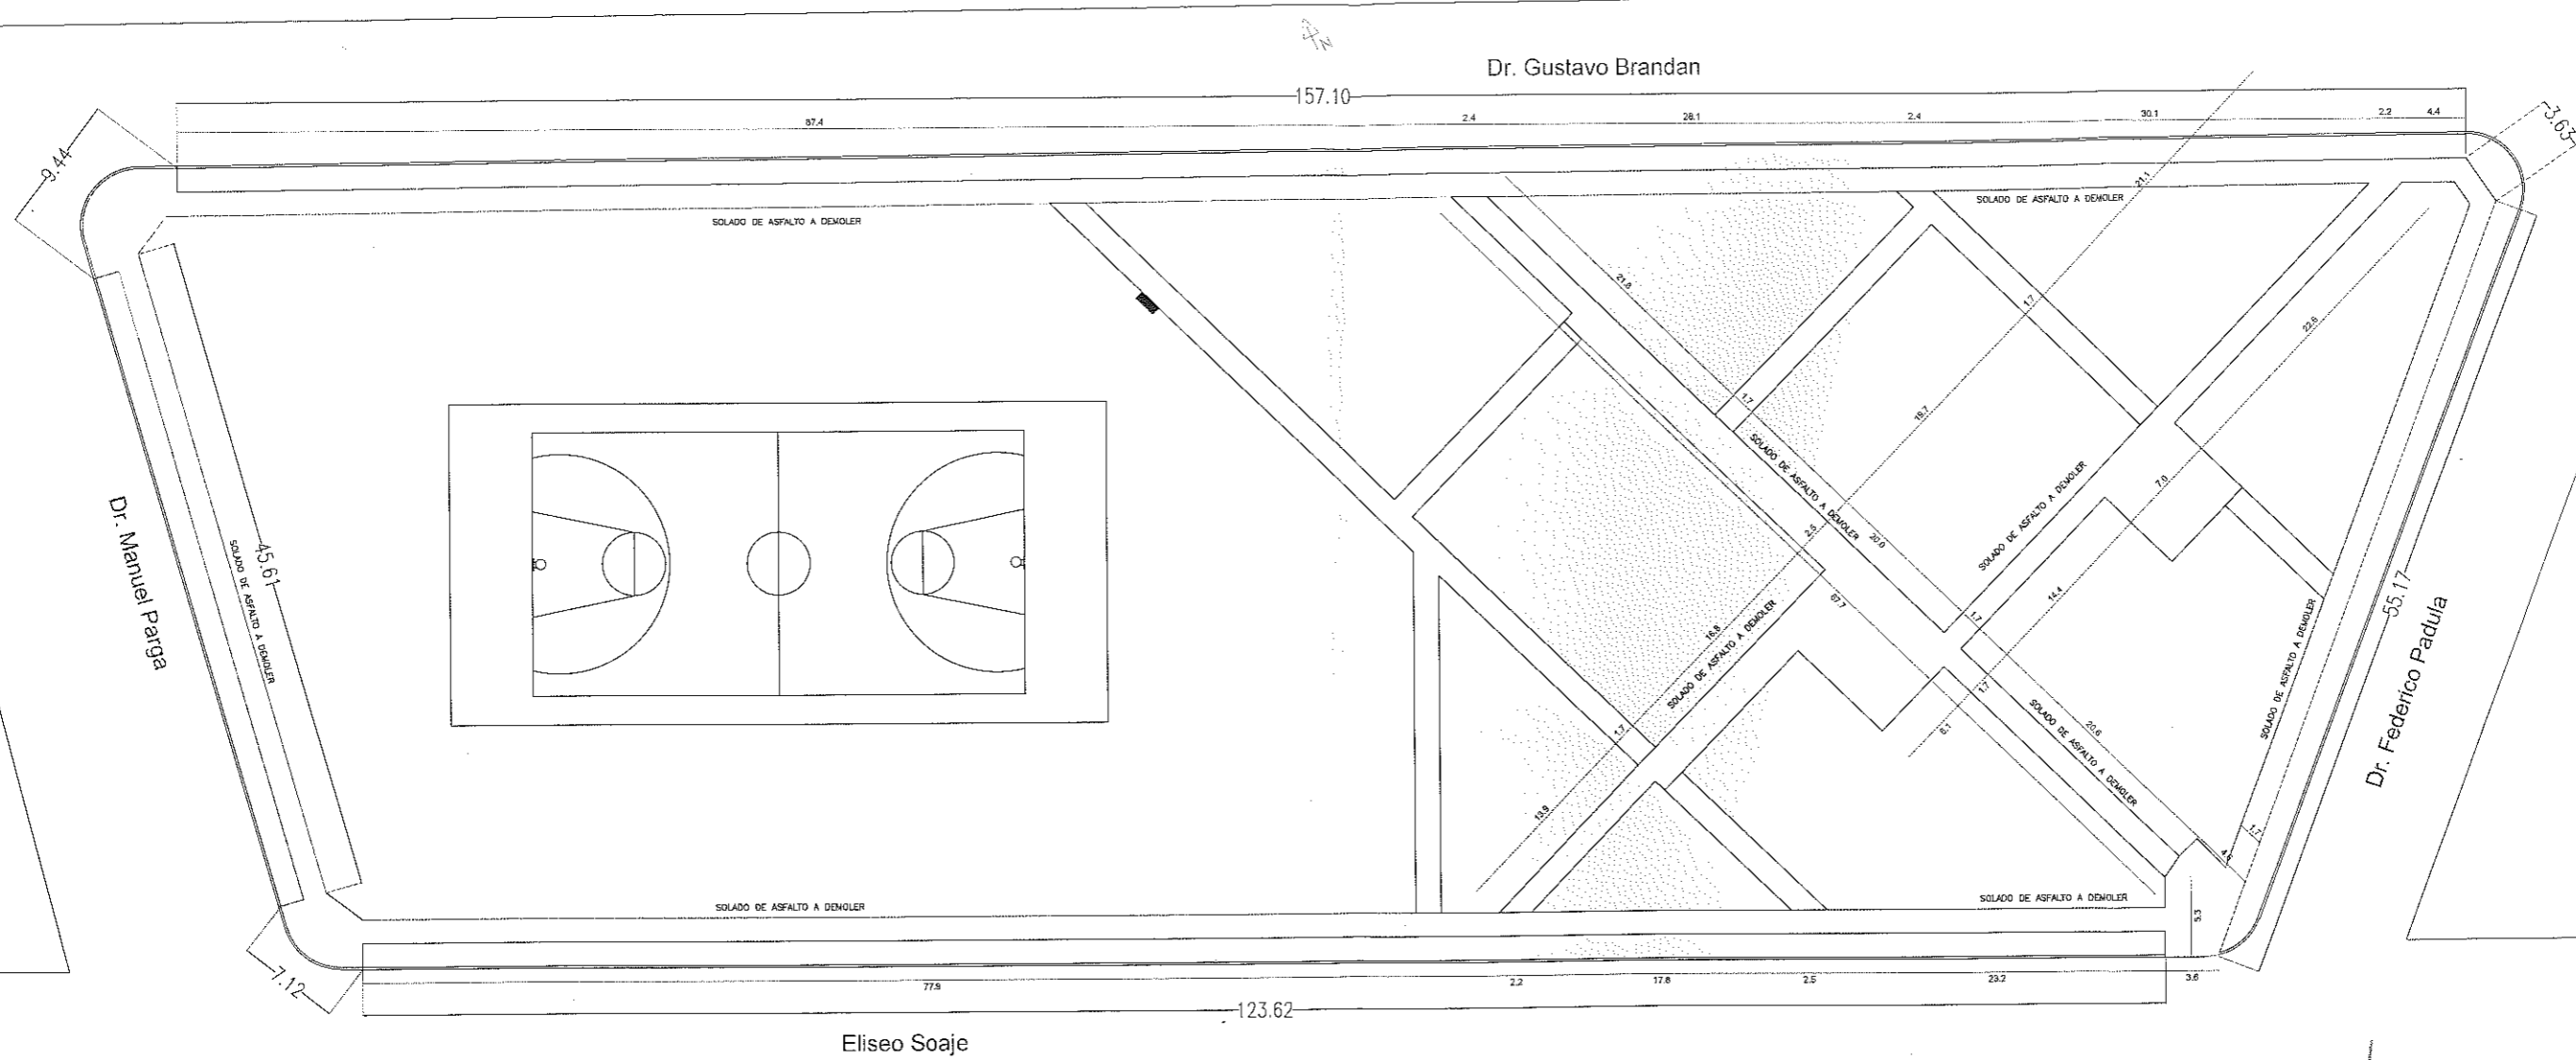 N
Dr. Gustavo Brandan
157.10
87.4
2.4
28.1
2.4
30.1
2.2
4.4
3.63
9.44
21.1
SOLADO DE ASFALTO A DEMOLER
SOLADO DE ASFALTO A DEMOLER
21.8
1.7
22.6
1.7
19.7
SOLADO DE ASFALTO A DEMOLER
SOLADO DE ASFALTO A DEMOLER
7.0
2.5
20.0
Dr. Manuel Parga
45.61
SOLADO DE ASFALTO A DEMOLER
14.4
87.7
55.17
Dr. Federico Padula
SOLADO DE ASFALTO A DEMOLER
16.8
SOLADO DE ASFALTO A DEMOLER
1.7
1.7
1.7
SOLADO DE ASFALTO A DEMOLER
20.6
13.9
1.7
SOLADO DE ASFALTO A DEMOLER
SOLADO DE ASFALTO A DEMOLER
5.3
7.12
77.9
2.2
17.8
2.5
23.2
3.6
123.62
Eliseo Soaje